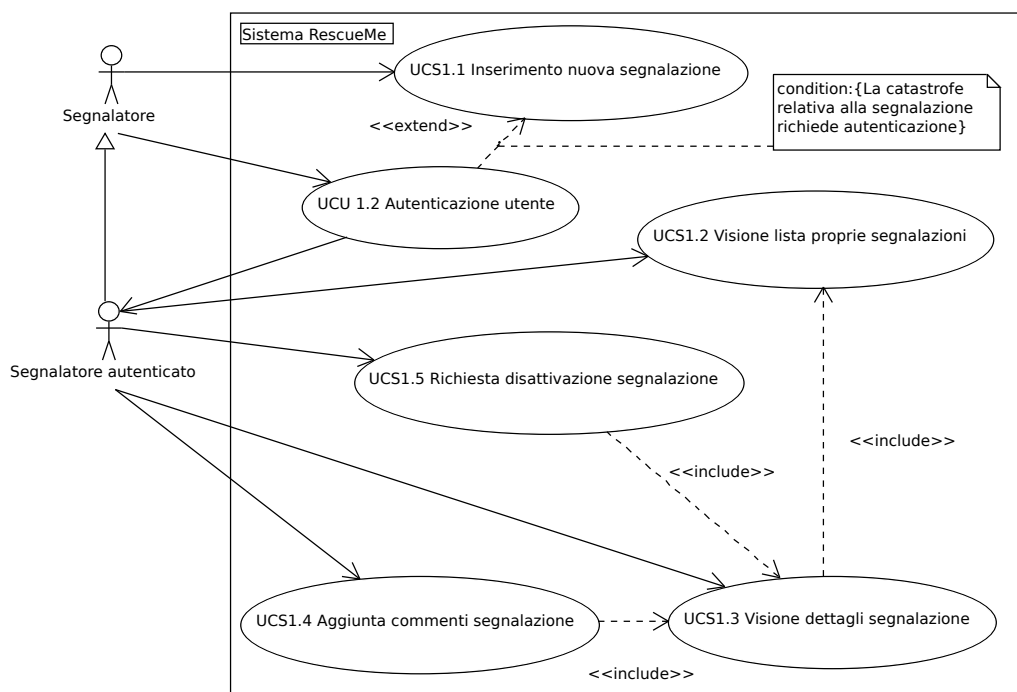 Sistema RescueMe
UCS1.1 Inserimento nuova segnalazione
condition:{La catastrofe
relativa alla segnalazione
richiede autenticazione}
Segnalatore
<<extend>>
UCU 1.2 Autenticazione utente
UCS1.2 Visione lista proprie segnalazioni
Segnalatore autenticato
UCS1.5 Richiesta disattivazione segnalazione
<<include>>
<<include>>
UCS1.4 Aggiunta commenti segnalazione
UCS1.3 Visione dettagli segnalazione
<<include>>